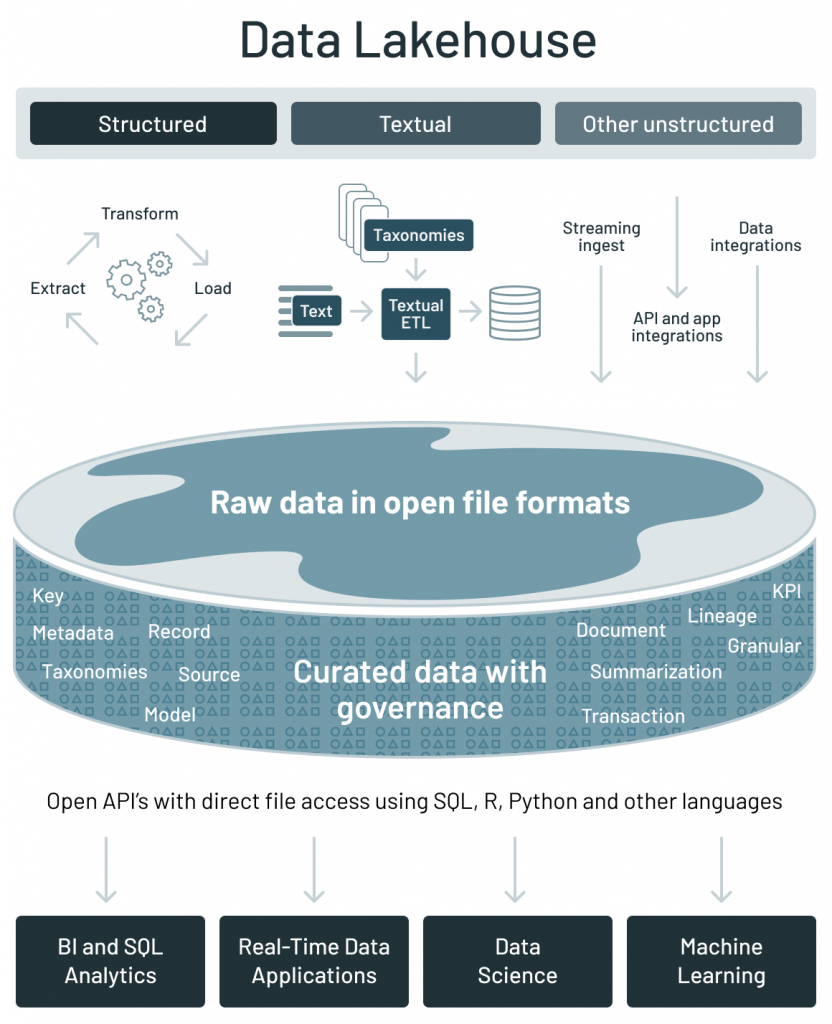 Data Lakehouse
Structured
Textual
Other unstructured
Transform
Extract
Load
Taxonomies
Text
Textual
ETL
Streaming
ingest
Data
integrations
API and app
integrations
Raw data in open file formats
Key
Metadata
Record
Taxonomies
Source
Model
Curated data with
governance
KPI
Lineage
Document
Granular
Summarization
Transaction
Open API’s with direct file access using SQL, R, Python and other languages
BI and SQL
Analytics
Real-Time Data
Applications
Data
Science
Machine
Learning